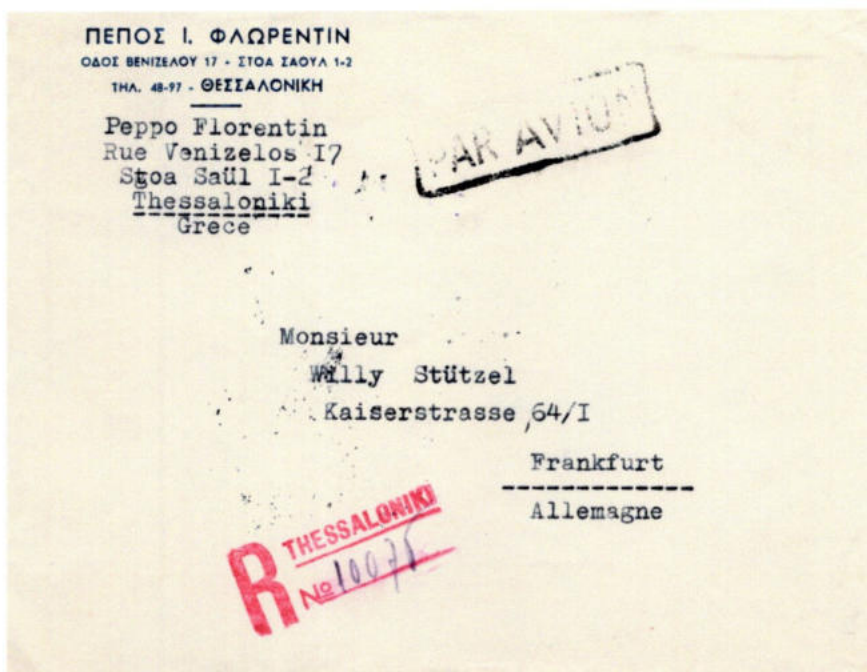 ΠΕΠΟΣ Ι. ΦΛΩΡΕΝΤΙΝ
ΟΔΟΣ ΒΕΝΙΖΕΛΟΥ 17 - ΣΤΟΑ ΣΑΟΥΛ 1-2
ΤΗΛ. 48-97 - ΘΕΣΣΑΛΟΝΙΚΗ
Peppo Florentin
Rue Venizelos I7
Sgoa Saül I-2
Thessaloniki
Grece
PAR AVION
Monsieur
Willy Stützel
Kaiserstrasse 64/I
Frankfurt
Allemagne
R THESSALONIKI
No